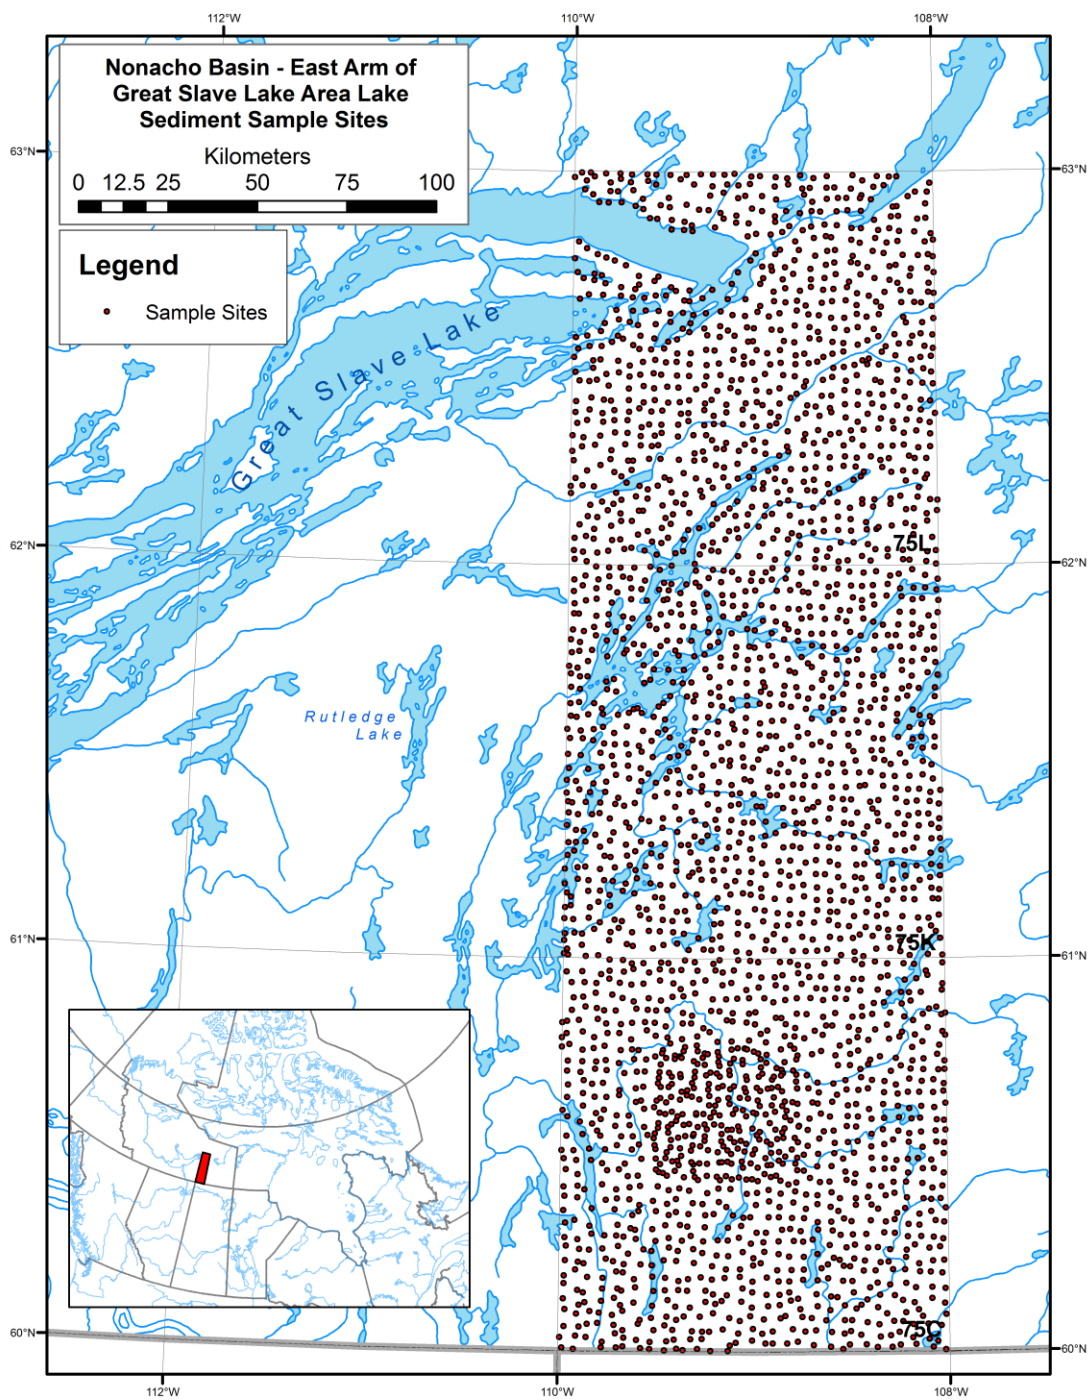 112°W 110°W 108°W
Nonacho Basin - East Arm of
Great Slave Lake Area Lake
Sediment Sample Sites
Kilometers
0 12.5 25 50 75 100
63°N 63°N
Legend
Sample Sites
Great Slave Lake
62°N 75L 62°N
Rutledge
Lake
61°N 75K 61°N
60°N 75C 60°N
112°W 110°W 108°W